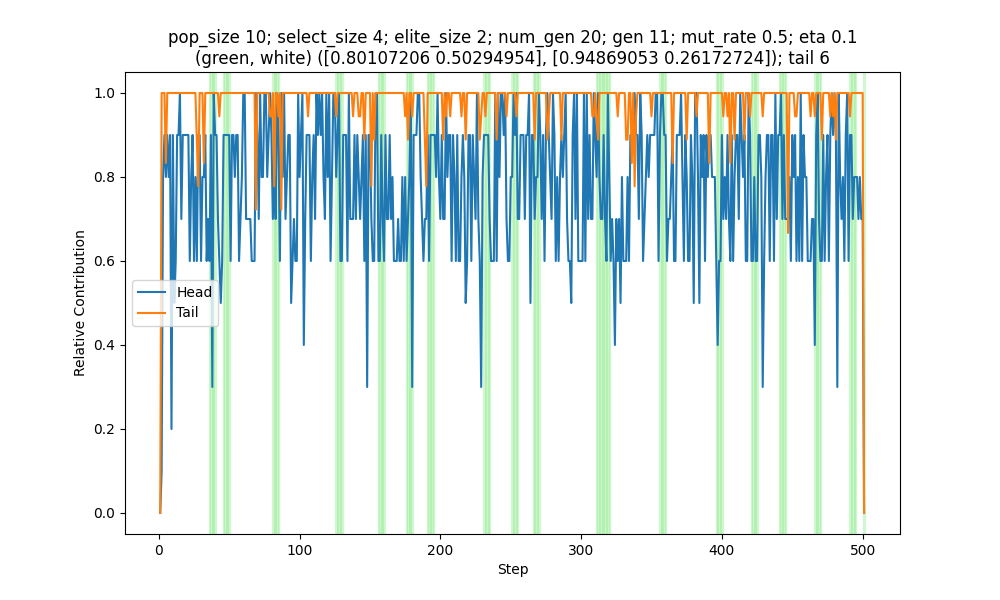 pop_size 10; select_size 4; elite_size 2; num_gen 20; gen 11; mut_rate 0.5; eta 0.1
(green, white) ([0.80107206 0.50294954], [0.94869053 0.26172724]); tail 6
1.0
0.8
0.6
0.4
0.2
0.0
Relative Contribution
Head
Tail
0
100
200
300
400
500
Step